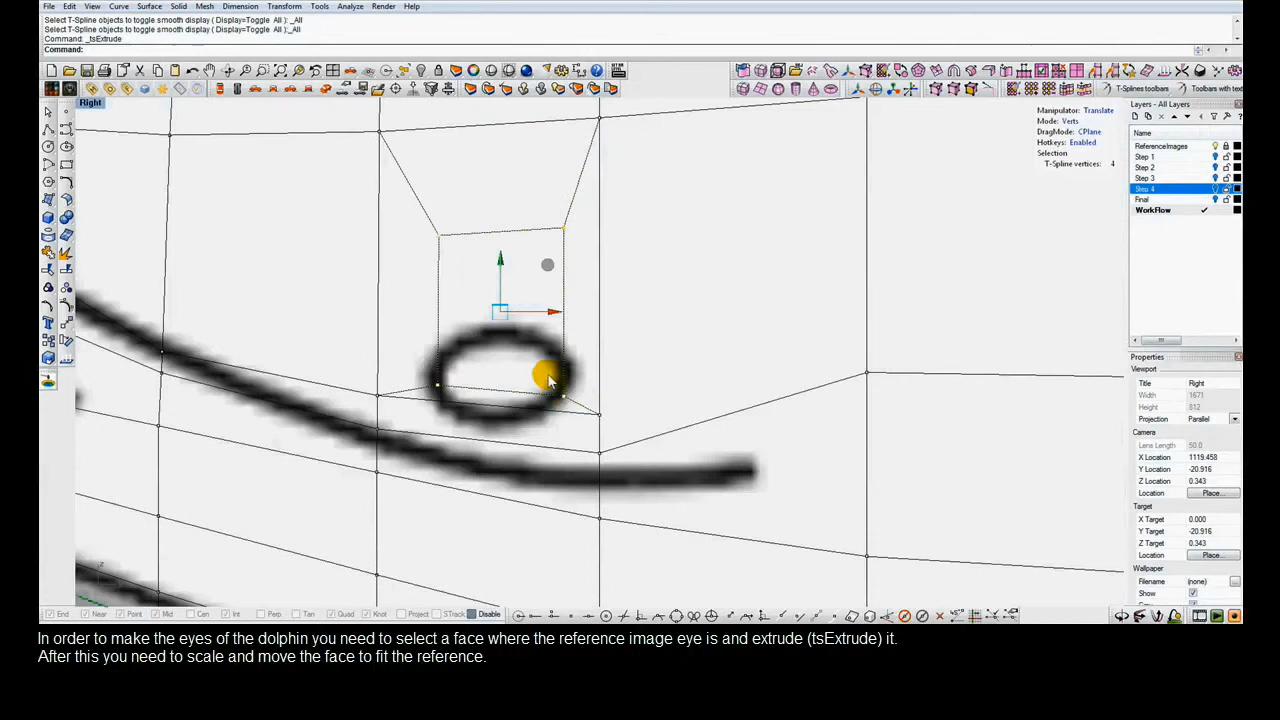 File Edit View Curve Surface Solid Mesh Dimension Transform Tools Analyze Render Help
Select T-Spline objects to toggle smooth display ( Display=Toggle All ):_All
Select T-Spline objects to toggle smooth display ( Display=Toggle All ):_All
Command: _tsExtrude
Command:
T-Splines toolbars
Toolbars with text
Right
Manipulator: Translate
Mode: Verts
DragMode: CPlane
Hotkeys: Enabled
Selection
T-Spline vertices: 4
Layers - All Layers
Name
ReferenceImages
Step 1
Step 2
Step 3
Step 4
Final
WorkFlow
Properties
Viewport
Title Right
Width 1671
Height 812
Projection Parallel
Camera
Lens Length 50.0
X Location 1119.458
Y Location -20.916
Z Location 0.343
Location Place...
Target
X Target 0.000
Y Target -20.916
Z Target 0.343
Location Place...
Wallpaper
Filename (none)
Show
End Near Point Mid Cen Int Perp Tan Quad Knot Project STrack Disable
In order to make the eyes of the dolphin you need to select a face where the reference image eye is and extrude (tsExtrude) it.
After this you need to scale and move the face to fit the reference.